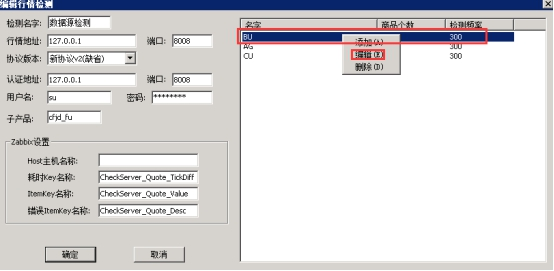 编辑行情检测
检测名字: 数据源检测
行情地址: 127.0.0.1 端口: 8008
协议版本: 新协议v2(缺省)
认证地址: 127.0.0.1 端口: 8008
用户名: su 密码: ********
子产品: cfjd_fu
Zabbix设置
Host主机名称:
耗时Key名称: CheckServer_Quote_TickDiff
ItemKey名称: CheckServer_Quote_Value
错误ItemKey名称: CheckServer_Quote_Desc
确定 取消
名字 商品个数 检测频率
BU 300
AG 300
CU 300
添加(A)
编辑(E)
删除(D)